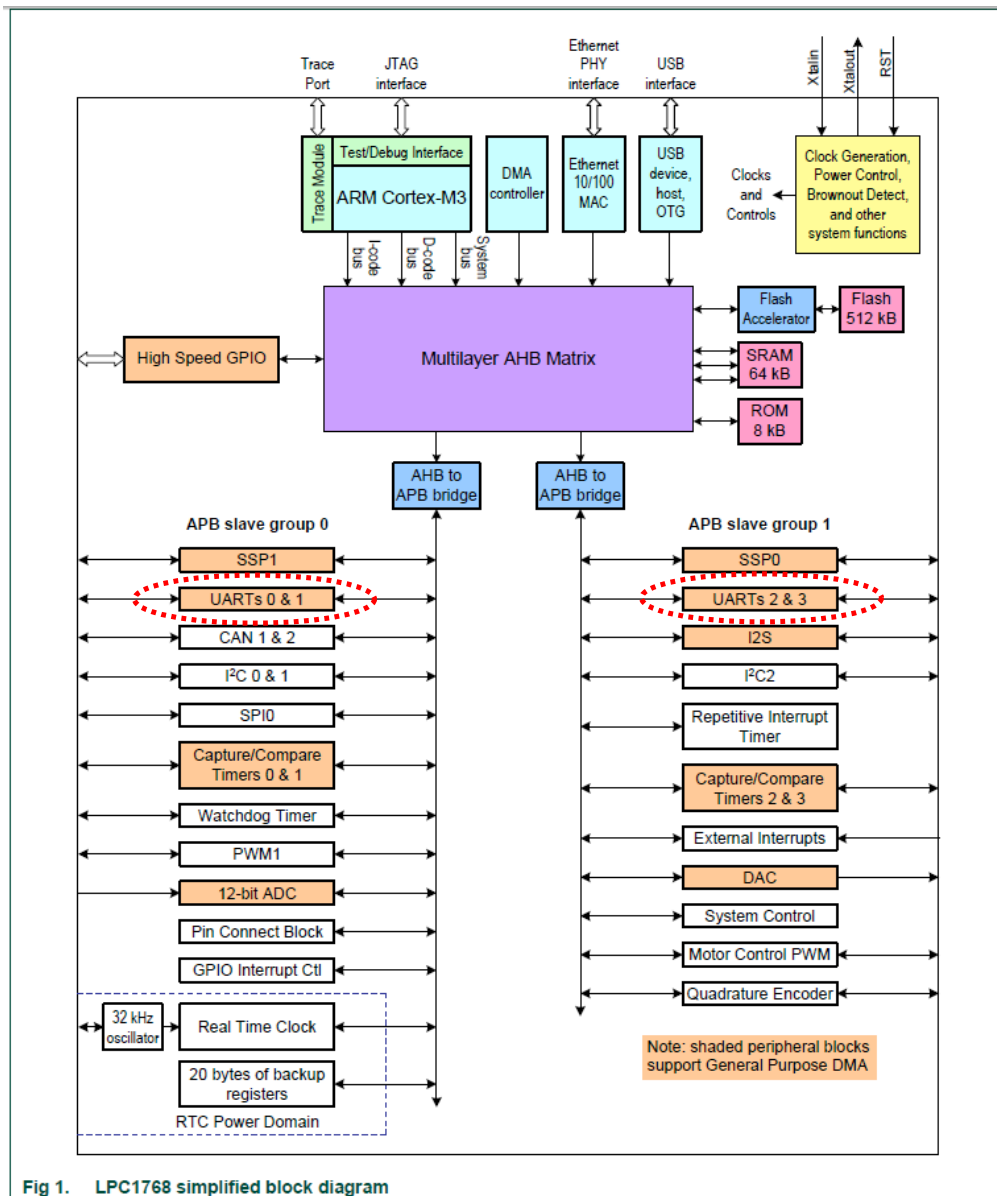 Trace
Port
JTAG
interface
Ethernet
PHY
interface
USB
interface
Xtalin
Xtalout
RST
Trace Module
Test/Debug Interface
ARM Cortex-M3
DMA
controller
Ethernet
10/100
MAC
USB
device,
host,
OTG
Clocks
and
Controls
Clock Generation,
Power Control,
Brownout Detect,
and other
system functions
I-code
bus
D-code
bus
System
bus
High Speed GPIO
Multilayer AHB Matrix
Flash
Accelerator
Flash
512 kB
SRAM
64 kB
ROM
8 kB
AHB to
APB bridge
AHB to
APB bridge
APB slave group 0
SSP1
UARTs 0 & 1
CAN 1 & 2
I²C 0 & 1
SPI0
Capture/Compare
Timers 0 & 1
Watchdog Timer
PWM1
12-bit ADC
Pin Connect Block
GPIO Interrupt Ctl
32 kHz
oscillator
Real Time Clock
20 bytes of backup
registers
RTC Power Domain
APB slave group 1
SSP0
UARTs 2 & 3
I2S
I²C2
Repetitive Interrupt
Timer
Capture/Compare
Timers 2 & 3
External Interrupts
DAC
System Control
Motor Control PWM
Quadrature Encoder
Note: shaded peripheral blocks
support General Purpose DMA
Fig 1. LPC1768 simplified block diagram